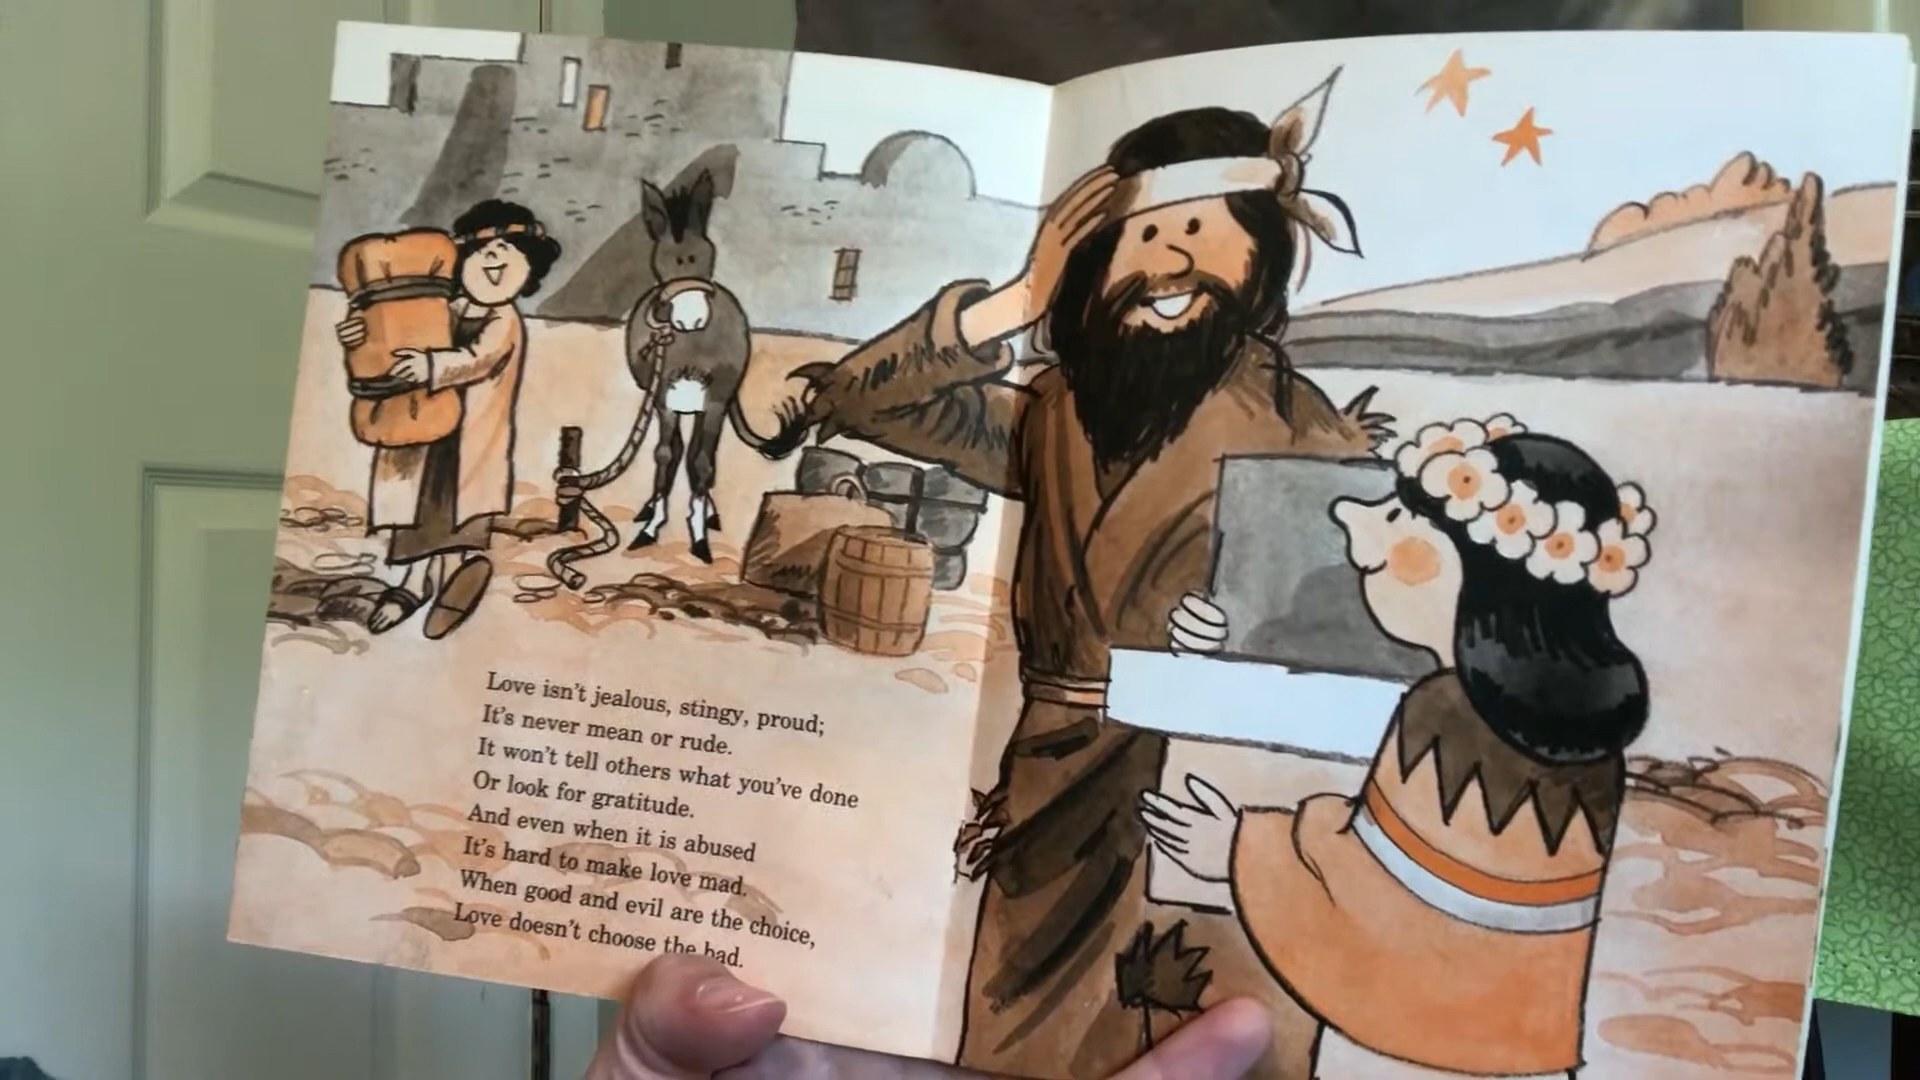 Love isn't jealous, stingy, proud;
It's never mean or rude.
It won't tell others what you've done
Or look for gratitude.
And even when it is abused
It's hard to make love mad.
When good and evil are the choice,
Love doesn't choose the bad.